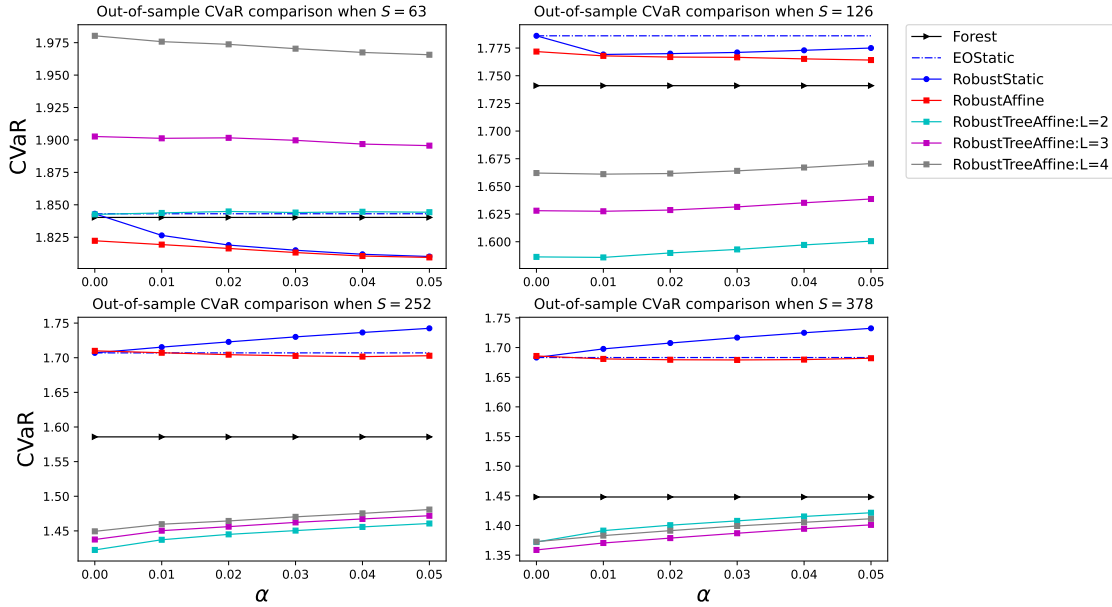 Out-of-sample CVaR comparison when S = 63
CVaR
1.975
1.950
1.925
1.900
1.875
1.850
1.825
0.00 0.01 0.02 0.03 0.04 0.05
Out-of-sample CVaR comparison when S = 126
1.775
1.750
1.725
1.700
1.675
1.650
1.625
1.600
0.00 0.01 0.02 0.03 0.04 0.05
Forest
EOStatic
RobustStatic
RobustAffine
RobustTreeAffine:L=2
RobustTreeAffine:L=3
RobustTreeAffine:L=4
Out-of-sample CVaR comparison when S = 252
CVaR
1.75
1.70
1.65
1.60
1.55
1.50
1.45
0.00 0.01 0.02 0.03 0.04 0.05
α
Out-of-sample CVaR comparison when S = 378
1.75
1.70
1.65
1.60
1.55
1.50
1.45
1.40
1.35
0.00 0.01 0.02 0.03 0.04 0.05
α